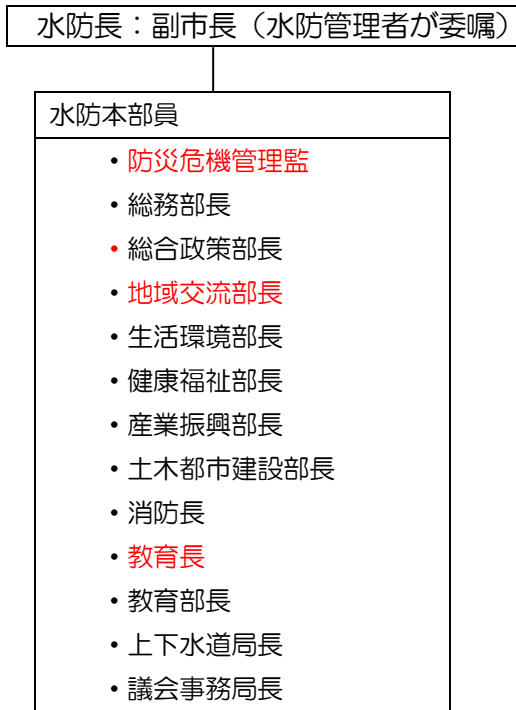 水防長：副市長（水防管理者が委嘱）
水防本部員
・防災危機管理監
・総務部長
・総合政策部長
・地域交流部長
・生活環境部長
・健康福祉部長
・産業振興部長
・土木都市建設部長
・消防長
・教育長
・教育部長
・上下水道局長
・議会事務局長